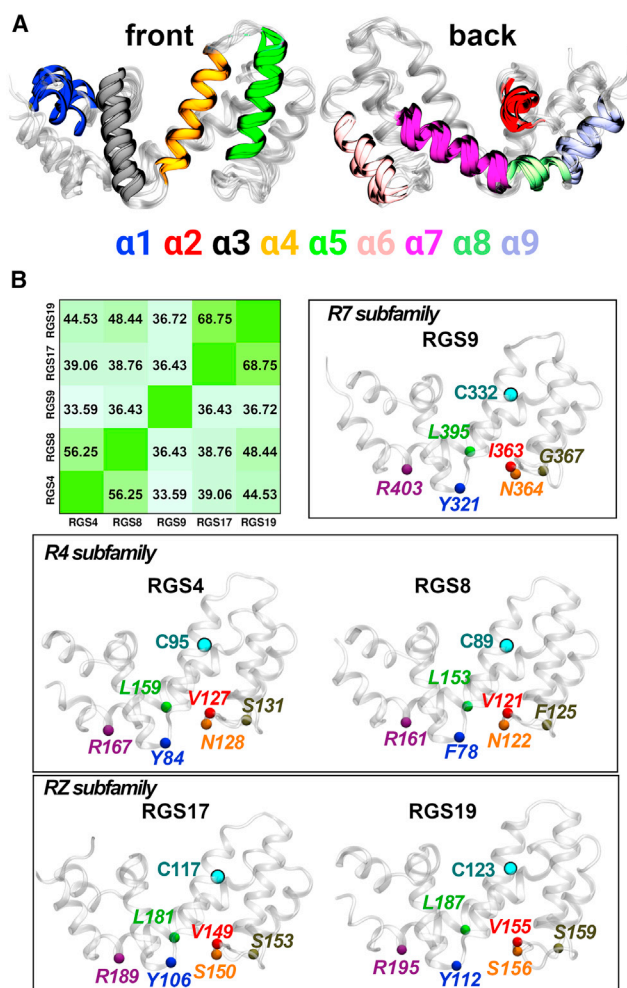 A
front back
α1 α2 α3 α4 α5 α6 α7 α8 α9
B
RGS19 44.53 48.44 36.72 68.75
RGS17 39.06 38.76 36.43 68.75
RGS9 33.59 36.43 36.43 36.72
RGS8 56.25 36.43 38.76 48.44
RGS4 56.25 33.59 39.06 44.53
RGS4 RGS8 RGS9 RGS17 RGS19
R7 subfamily
RGS9
C332
L395
I363 G367
R403 N364
Y321
R4 subfamily
RGS4
C95
L159
V127 S131
R167 N128
Y84
RGS8
C89
L153
V121 F125
R161 N122
F78
RZ subfamily
RGS17
C117
L181
V149 S153
R189 Y106 S150
RGS19
C123
L187
V155 S159
R195 Y112 S156